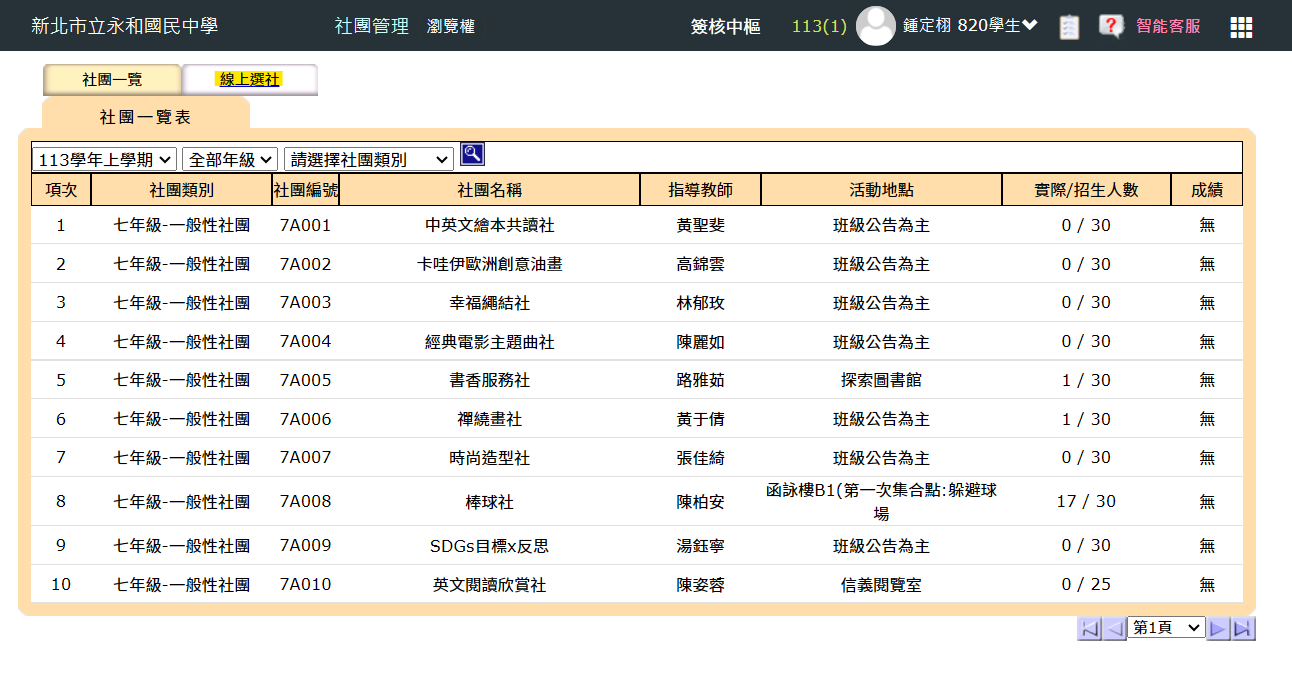 新北市立永和國民中學 社團管理 瀏覽權 簽核中樞 113(1) 鍾定栩 820學生 智能客服
社團一覽 線上選社
社團一覽表
113學年上學期 全部年級 請選擇社團類別
項次 社團類別 社團編號 社團名稱 指導教師 活動地點 實際/招生人數 成績
1 七年級-一般性社團 7A001 中英文繪本共讀社 黃聖斐 班級公告為主 0 / 30 無
2 七年級-一般性社團 7A002 卡哇伊歐洲創意油畫 高錦雲 班級公告為主 0 / 30 無
3 七年級-一般性社團 7A003 幸福繩結社 林郁玫 班級公告為主 0 / 30 無
4 七年級-一般性社團 7A004 經典電影主題曲社 陳麗如 班級公告為主 0 / 30 無
5 七年級-一般性社團 7A005 書香服務社 路雅茹 探索圖書館 1 / 30 無
6 七年級-一般性社團 7A006 禪繞畫社 黃于倩 班級公告為主 1 / 30 無
7 七年級-一般性社團 7A007 時尚造型社 張佳綺 班級公告為主 0 / 30 無
8 七年級-一般性社團 7A008 棒球社 陳柏安 函詠樓B1(第一次集合點:躲避球
場 17 / 30 無
9 七年級-一般性社團 7A009 SDGs目標x反思 湯鈺寧 班級公告為主 0 / 30 無
10 七年級-一般性社團 7A010 英文閱讀欣賞社 陳姿蓉 信義閱覽室 0 / 25 無
第1頁